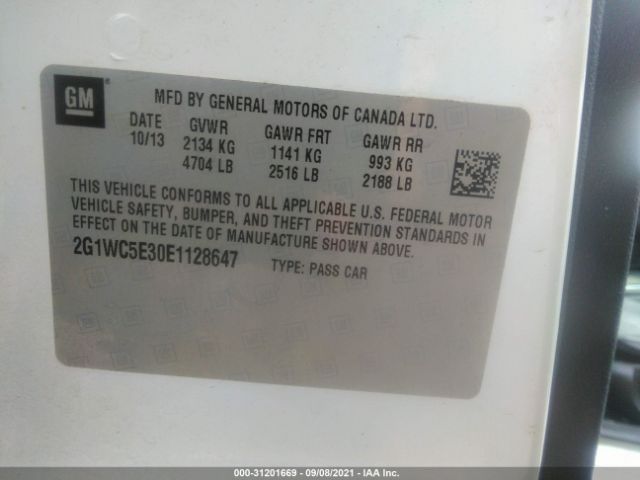 GM ®
MFD BY GENERAL MOTORS OF CANADA LTD.
DATE GVWR GAWR FRT GAWR RR
10/13 2134 KG 1141 KG 993 KG
4704 LB 2516 LB 2188 LB
THIS VEHICLE CONFORMS TO ALL APPLICABLE U.S. FEDERAL MOTOR
VEHICLE SAFETY, BUMPER, AND THEFT PREVENTION STANDARDS IN
EFFECT ON THE DATE OF MANUFACTURE SHOWN ABOVE.
2G1WC5E30E1128647 TYPE: PASS CAR
000-31201669 - 09/08/2021 - IAA Inc.